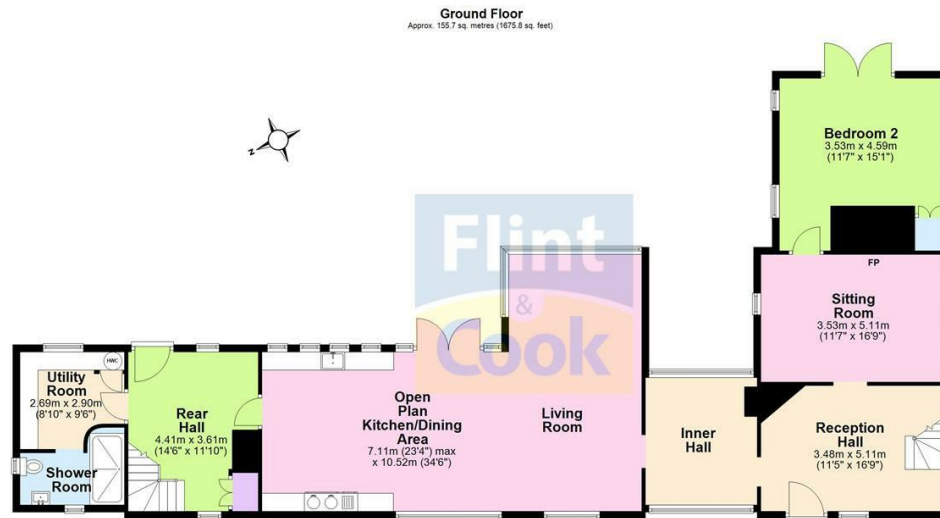 Ground Floor
Approx. 155.7 sq. metres (1675.8 sq. feet)
N
Flint
&
Cook
Bedroom 2
3.53m x 4.59m
(11'7" x 15'1")
FP
Sitting
Room
3.53m x 5.11m
(11'7" x 16'9")
HWC
Utility
Room
2.69m x 2.90m
(8'10" x 9'6")
Shower
Room
Rear
Hall
4.41m x 3.61m
(14'6" x 11'10")
Open
Plan
Kitchen/Dining
Area
7.11m (23'4") max
x 10.52m (34'6")
Living
Room
Inner
Hall
Reception
Hall
3.48m x 5.11m
(11'5" x 16'9")